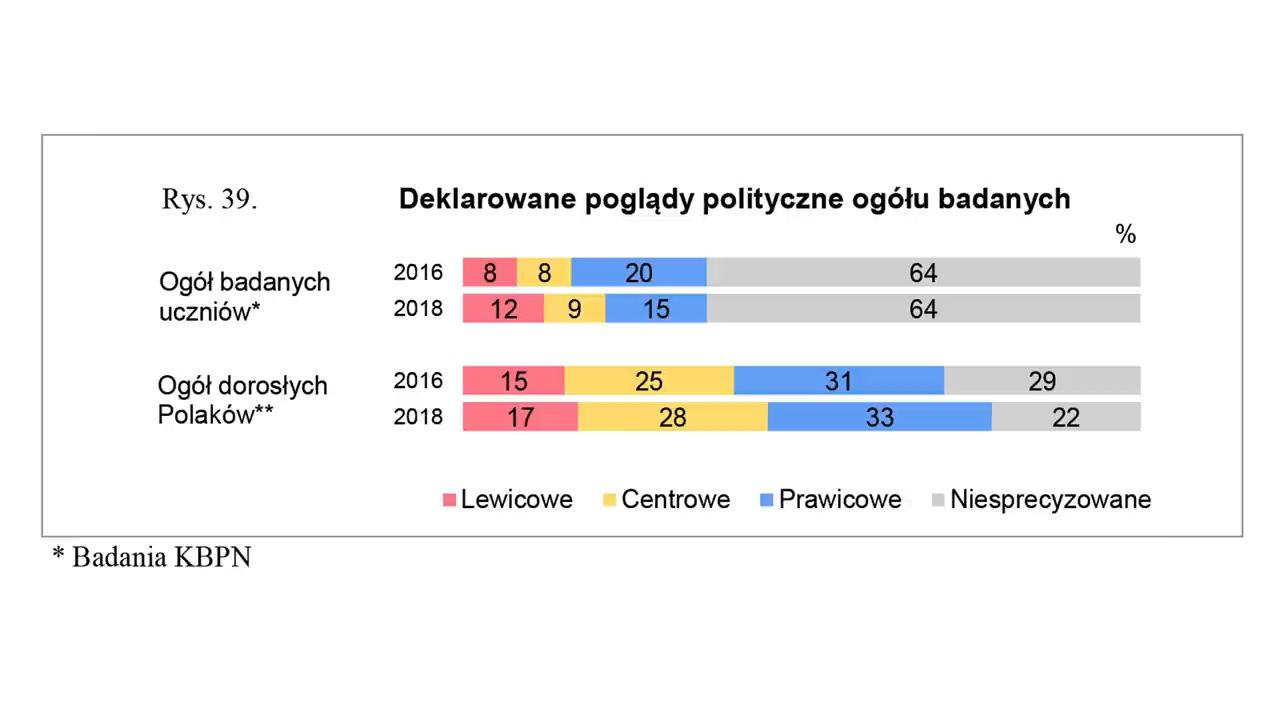 Rys. 39.
Deklarowane poglądy polityczne ogółu badanych
%
Ogół badanych
uczniów*
2016 8 8 20 64
2018 12 9 15 64
Ogół dorosłych
Polaków**
2016 15 25 31 29
2018 17 28 33 22
Lewicowe Centrowe Prawicowe Niesprecyzowane
* Badania KBPN